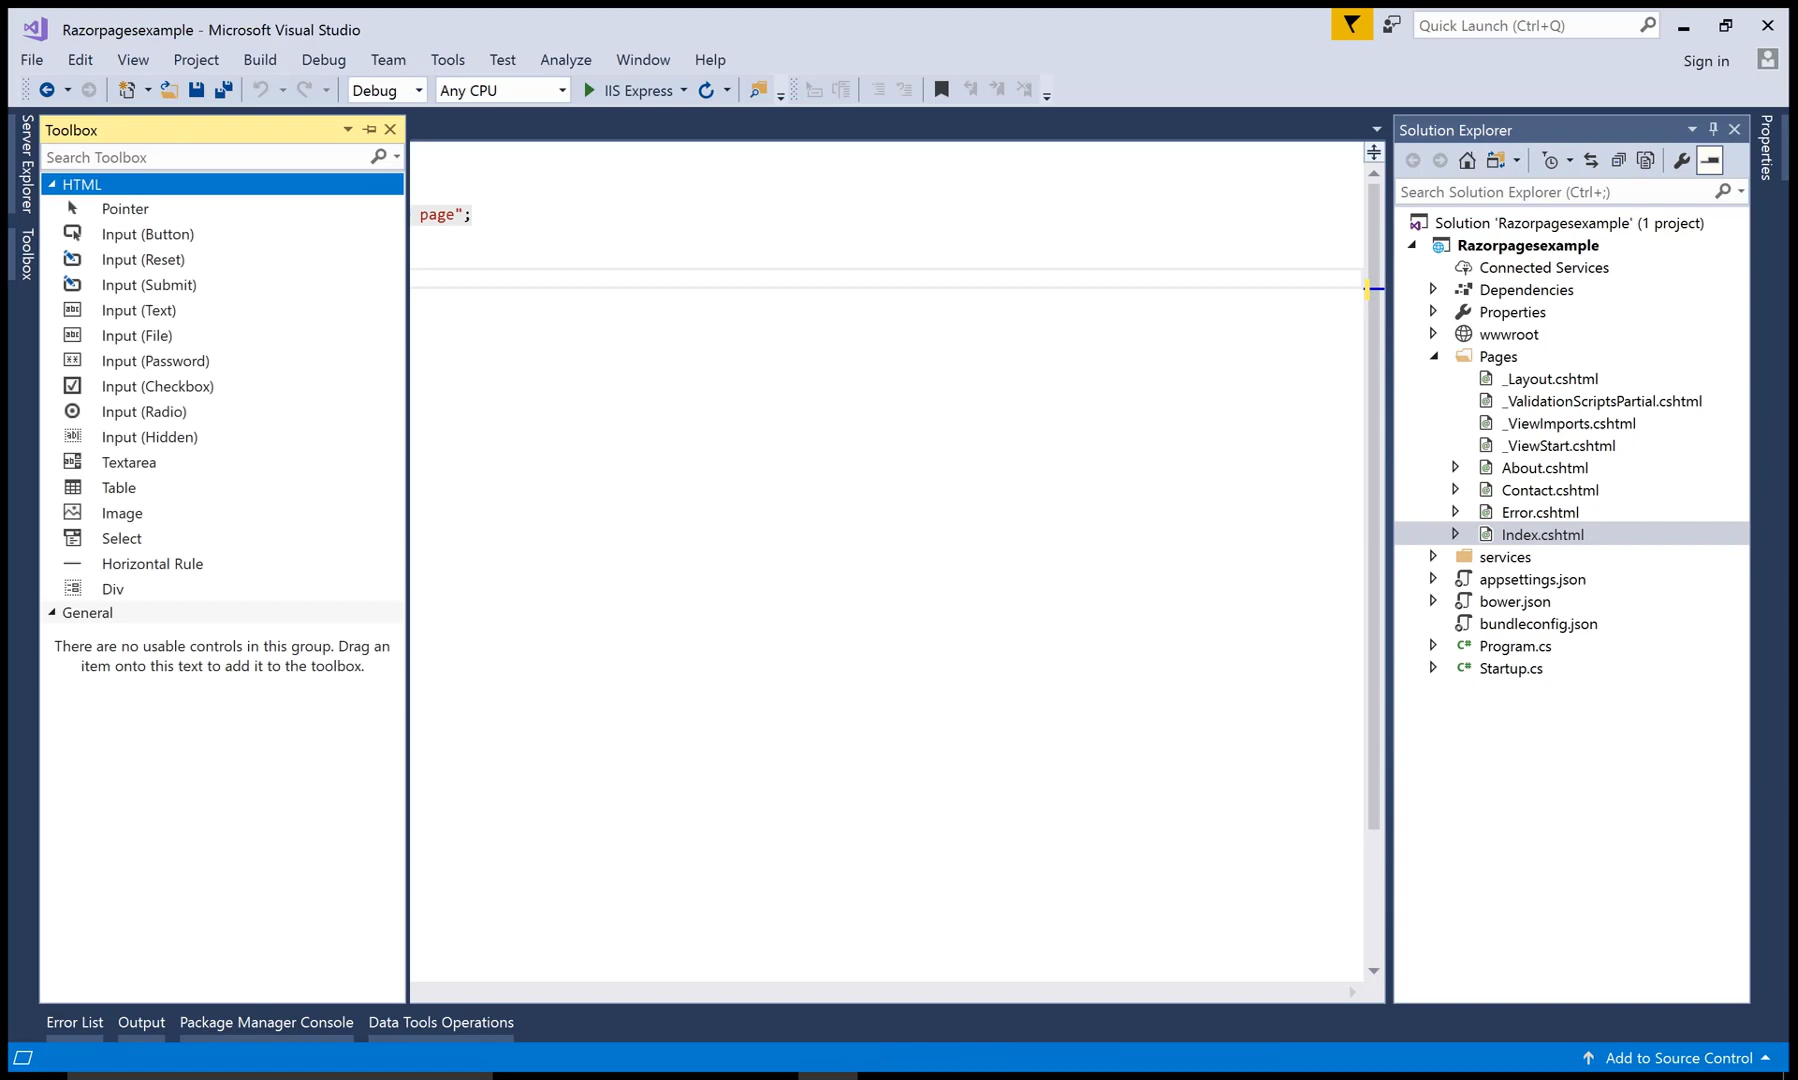 Razorpagesexample - Microsoft Visual Studio
Quick Launch (Ctrl+Q)
File Edit View Project Build Debug Team Tools Test Analyze Window Help
Sign in
Debug Any CPU IIS Express
Server Explorer
Toolbox
Toolbox
Search Toolbox
HTML
Pointer
Input (Button)
Input (Reset)
Input (Submit)
Input (Text)
Input (File)
Input (Password)
Input (Checkbox)
Input (Radio)
Input (Hidden)
Textarea
Table
Image
Select
Horizontal Rule
Div
General
There are no usable controls in this group. Drag an
item onto this text to add it to the toolbox.
page";
Solution Explorer
Search Solution Explorer (Ctrl+;)
Solution 'Razorpagesexample' (1 project)
Razorpagesexample
Connected Services
Dependencies
Properties
wwwroot
Pages
_Layout.cshtml
_ValidationScriptsPartial.cshtml
_ViewImports.cshtml
_ViewStart.cshtml
About.cshtml
Contact.cshtml
Error.cshtml
Index.cshtml
services
appsettings.json
bower.json
bundleconfig.json
C# Program.cs
C# Startup.cs
Properties
Error List Output Package Manager Console Data Tools Operations
Add to Source Control